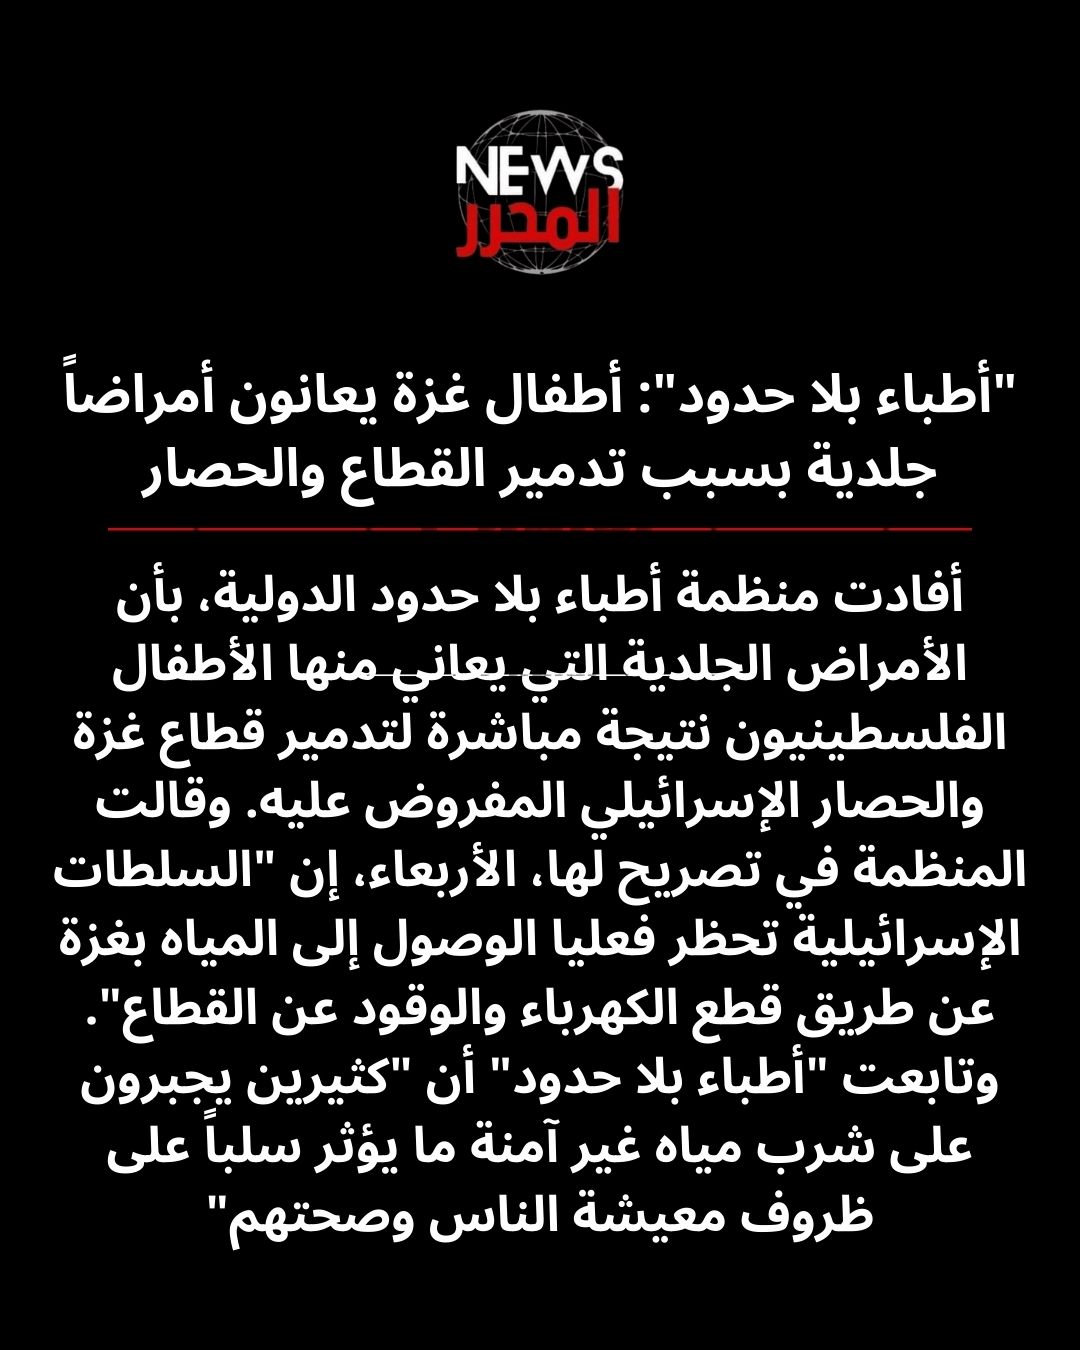 NEWS
المحرر
"أطباء بلا حدود": أطفال غزة يعانون أمراضاً
جلدية بسبب تدمير القطاع والحصار
أفادت منظمة أطباء بلا حدود الدولية، بأن
الأمراض الجلدية التي يعاني منها الأطفال
الفلسطينيون نتيجة مباشرة لتدمير قطاع غزة
والحصار الإسرائيلي المفروض عليه. وقالت
المنظمة في تصريح لها، الأربعاء، إن "السلطات
الإسرائيلية تحظر فعليا الوصول إلى المياه بغزة
عن طريق قطع الكهرباء والوقود عن القطاع".
وتابعت "أطباء بلا حدود" أن "كثيرين يجبرون
على شرب مياه غير آمنة ما يؤثر سلباً على
ظروف معيشة الناس وصحتهم"